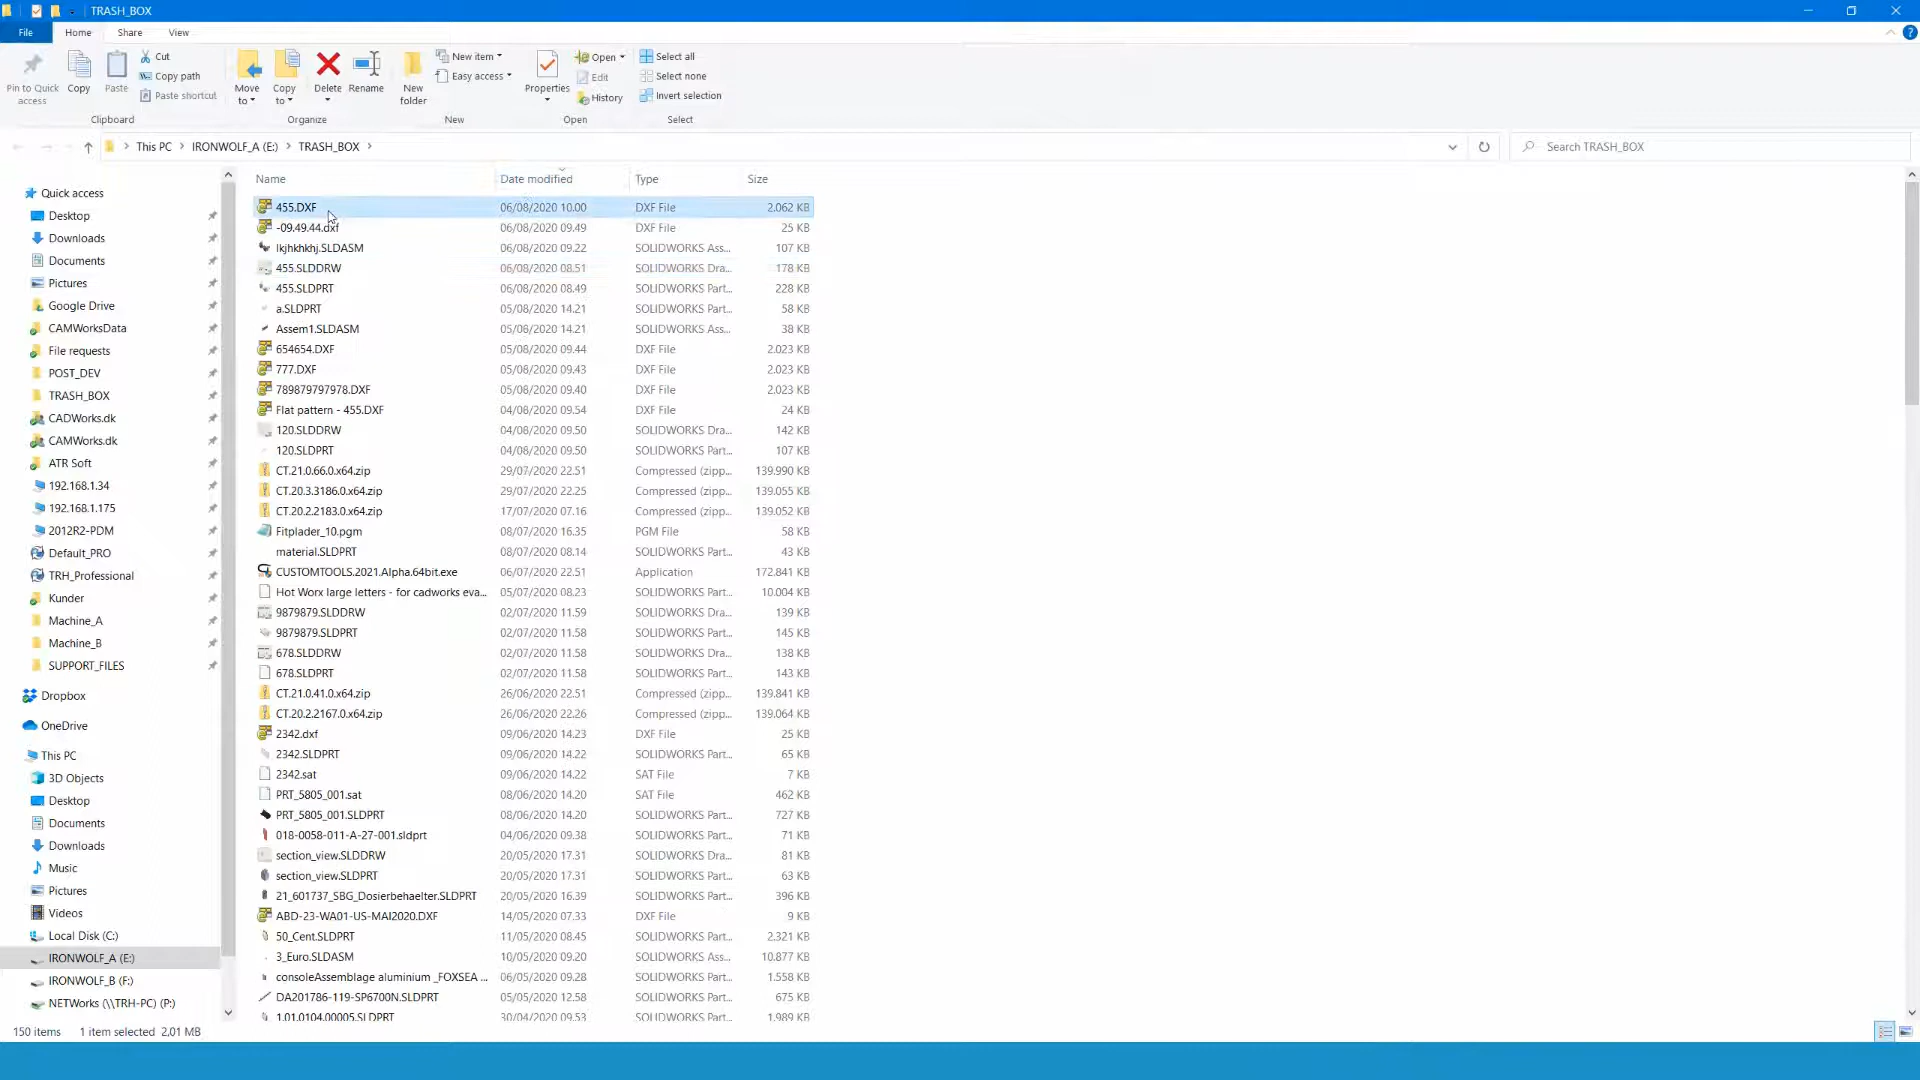 TRASH_BOX
File Home Share View
Pin to Quick access
Copy
Paste
Cut
Copy path
Paste shortcut
Clipboard
Move to
Copy to
Delete
Rename
Organize
New folder
New item
Easy access
New
Properties
Open
Edit
History
Open
Select all
Select none
Invert selection
Select
This PC > IRONWOLF_A (E:) > TRASH_BOX >
Search TRASH_BOX
Quick access
Desktop
Downloads
Documents
Pictures
Google Drive
CAMWorksData
File requests
POST_DEV
TRASH_BOX
CADWorks.dk
CAMWorks.dk
ATR Soft
192.168.1.34
192.168.1.175
2012R2-PDM
Default_PRO
TRH_Professional
Kunder
Machine_A
Machine_B
SUPPORT_FILES
Dropbox
OneDrive
This PC
3D Objects
Desktop
Documents
Downloads
Music
Pictures
Videos
Local Disk (C:)
IRONWOLF_A (E:)
IRONWOLF_B (F:)
NETWorks (\\TRH-PC) (P:)
Name Date modified Type Size
455.DXF 06/08/2020 10.00 DXF File 2.062 KB
-09.49.44.dxf 06/08/2020 09.49 DXF File 25 KB
lkjhkhkhj.SLDASM 06/08/2020 09.22 SOLIDWORKS Ass... 107 KB
455.SLDDRW 06/08/2020 08.51 SOLIDWORKS Dra... 178 KB
455.SLDPRT 06/08/2020 08.49 SOLIDWORKS Part... 228 KB
a.SLDPRT 05/08/2020 14.21 SOLIDWORKS Part... 58 KB
Assem1.SLDASM 05/08/2020 14.21 SOLIDWORKS Ass... 38 KB
654654.DXF 05/08/2020 09.44 DXF File 2.023 KB
777.DXF 05/08/2020 09.43 DXF File 2.023 KB
789879797978.DXF 05/08/2020 09.40 DXF File 2.023 KB
Flat pattern - 455.DXF 04/08/2020 09.54 DXF File 24 KB
120.SLDDRW 04/08/2020 09.50 SOLIDWORKS Dra... 142 KB
120.SLDPRT 04/08/2020 09.50 SOLIDWORKS Part... 107 KB
CT.21.0.66.0.x64.zip 29/07/2020 22.51 Compressed (zipp... 139.990 KB
CT.20.3.3186.0.x64.zip 29/07/2020 22.25 Compressed (zipp... 139.055 KB
CT.20.2.2183.0.x64.zip 17/07/2020 07.16 Compressed (zipp... 139.052 KB
Fitplader_10.pgm 08/07/2020 16.35 PGM File 58 KB
material.SLDPRT 08/07/2020 08.14 SOLIDWORKS Part... 43 KB
CUSTOMTOOLS.2021.Alpha.64bit.exe 06/07/2020 22.51 Application 172.841 KB
Hot Worx large letters - for cadworks eva... 05/07/2020 08.23 SOLIDWORKS Part... 10.004 KB
9879879.SLDDRW 02/07/2020 11.59 SOLIDWORKS Dra... 139 KB
9879879.SLDPRT 02/07/2020 11.58 SOLIDWORKS Part... 145 KB
678.SLDDRW 02/07/2020 11.58 SOLIDWORKS Dra... 138 KB
678.SLDPRT 02/07/2020 11.58 SOLIDWORKS Part... 143 KB
CT.21.0.41.0.x64.zip 26/06/2020 22.51 Compressed (zipp... 139.841 KB
CT.20.2.2167.0.x64.zip 26/06/2020 22.26 Compressed (zipp... 139.064 KB
2342.dxf 09/06/2020 14.23 DXF File 25 KB
2342.SLDPRT 09/06/2020 14.22 SOLIDWORKS Part... 65 KB
2342.sat 09/06/2020 14.22 SAT File 7 KB
PRT_5805_001.sat 08/06/2020 14.20 SAT File 462 KB
PRT_5805_001.SLDPRT 08/06/2020 14.20 SOLIDWORKS Part... 727 KB
018-0058-011-A-27-001.sldprt 04/06/2020 09.38 SOLIDWORKS Part... 71 KB
section_view.SLDDRW 20/05/2020 17.31 SOLIDWORKS Dra... 81 KB
section_view.SLDPRT 20/05/2020 17.31 SOLIDWORKS Part... 63 KB
21_601737_SBG_Dosierbehaelter.SLDPRT 20/05/2020 16.39 SOLIDWORKS Part... 396 KB
ABD-23-WA01-US-MAI2020.DXF 14/05/2020 07.33 DXF File 9 KB
50_Cent.SLDPRT 11/05/2020 08.45 SOLIDWORKS Part... 2.321 KB
3_Euro.SLDASM 10/05/2020 09.20 SOLIDWORKS Ass... 10.877 KB
consoleAssemblage aluminium _FOXSEA ... 06/05/2020 09.28 SOLIDWORKS Part... 1.558 KB
DA201786-119-SP6700N.SLDPRT 05/05/2020 12.58 SOLIDWORKS Part... 675 KB
1.01.0104.00005.SLDPRT 30/04/2020 09.53 SOLIDWORKS Part... 1.989 KB
150 items 1 item selected 2,01 MB